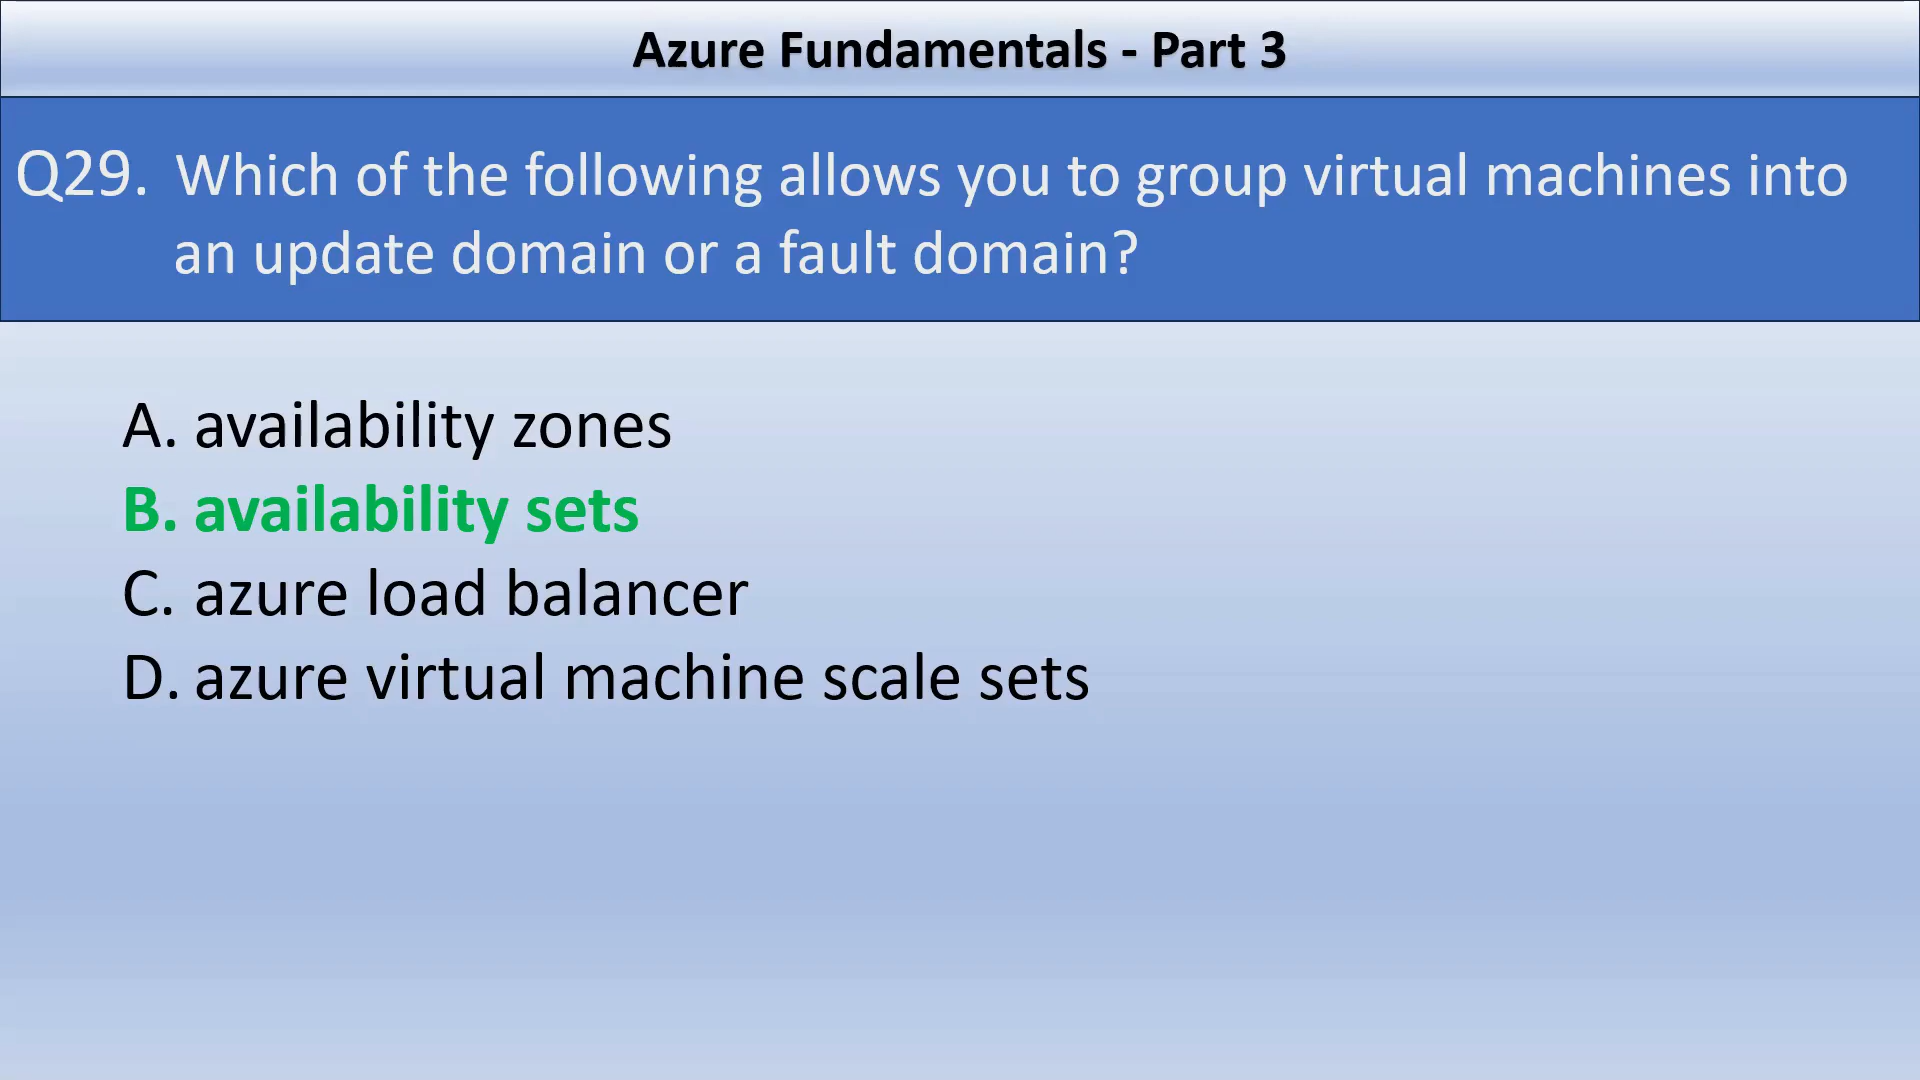 Azure Fundamentals - Part 3
Q29. Which of the following allows you to group virtual machines into
an update domain or a fault domain?
A. availability zones
B. availability sets
C. azure load balancer
D. azure virtual machine scale sets